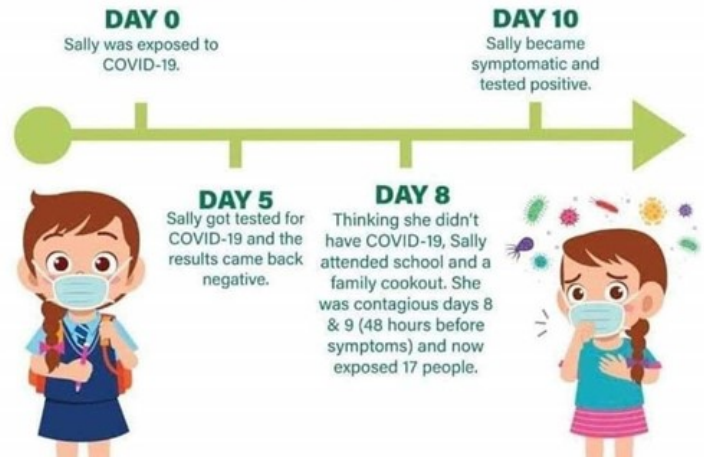 DAY 0
Sally was exposed to
COVID-19.
DAY 10
Sally became
symptomatic and
tested positive.
DAY 5
Sally got tested for
COVID-19 and the
results came back
negative.
DAY 8
Thinking she didn't
have COVID-19, Sally
attended school and a
family cookout. She
was contagious days 8
& 9 (48 hours before
symptoms) and now
exposed 17 people.